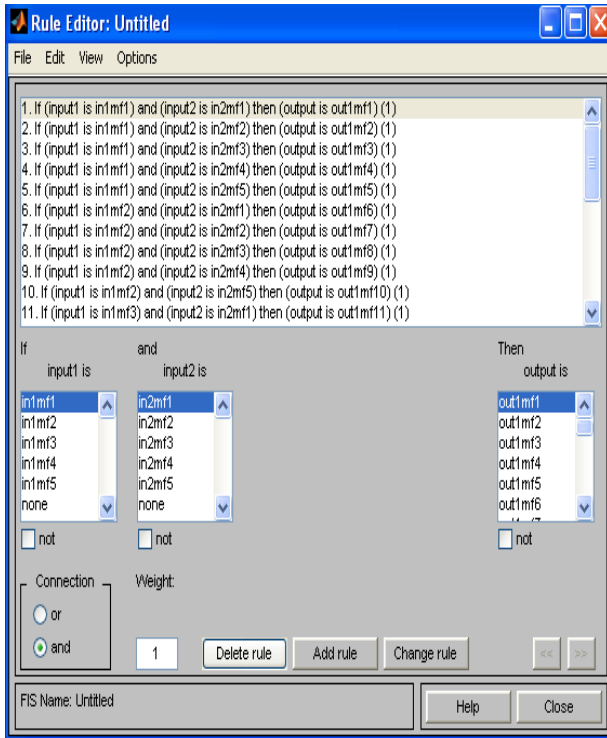 Rule Editor: Untitled
File Edit View Options
1. If (input1 is in1mf1) and (input2 is in2mf1) then (output is out1mf1) (1)
2. If (input1 is in1mf1) and (input2 is in2mf2) then (output is out1mf2) (1)
3. If (input1 is in1mf1) and (input2 is in2mf3) then (output is out1mf3) (1)
4. If (input1 is in1mf1) and (input2 is in2mf4) then (output is out1mf4) (1)
5. If (input1 is in1mf1) and (input2 is in2mf5) then (output is out1mf5) (1)
6. If (input1 is in1mf2) and (input2 is in2mf1) then (output is out1mf6) (1)
7. If (input1 is in1mf2) and (input2 is in2mf2) then (output is out1mf7) (1)
8. If (input1 is in1mf2) and (input2 is in2mf3) then (output is out1mf8) (1)
9. If (input1 is in1mf2) and (input2 is in2mf4) then (output is out1mf9) (1)
10. If (input1 is in1mf2) and (input2 is in2mf5) then (output is out1mf10) (1)
11. If (input1 is in1mf3) and (input2 is in2mf1) then (output is out1mf11) (1)
If and Then
input1 is input2 is output is
in1mf1 in2mf1 out1mf1
in1mf2 in2mf2 out1mf2
in1mf3 in2mf3 out1mf3
in1mf4 in2mf4 out1mf4
in1mf5 in2mf5 out1mf5
none none out1mf6
not not not
Connection Weight:
or
and 1 Delete rule Add rule Change rule << >>
FIS Name: Untitled Help Close